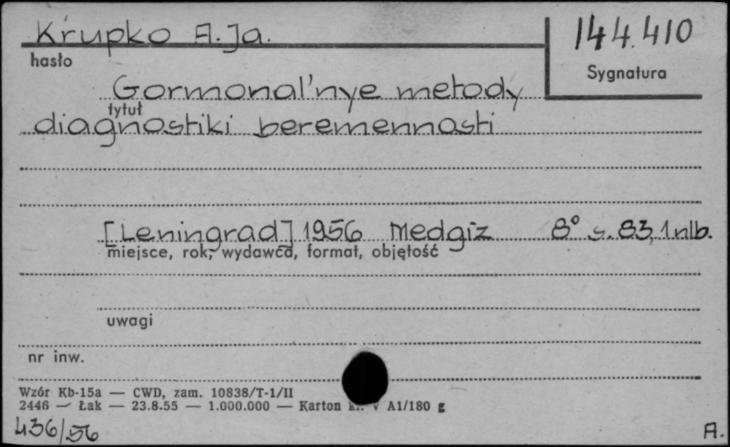 Krupko A. Ja.
144.410
hasło
Sygnatura
Gormonal'nye metody
tytuł
diagnostiki beremennosti
[Leningrad] 1956 Medgiz 8° s. 83, 1 nlb.
miejsce, rok, wydawca, format, objętość
uwagi
nr inw.
Wzór Kb-15a — CWD, zam. 10838/T-1/II
2446 — Łak — 23.8.55 — 1.000.000 — Karton V A1/180 g
436/56
A.